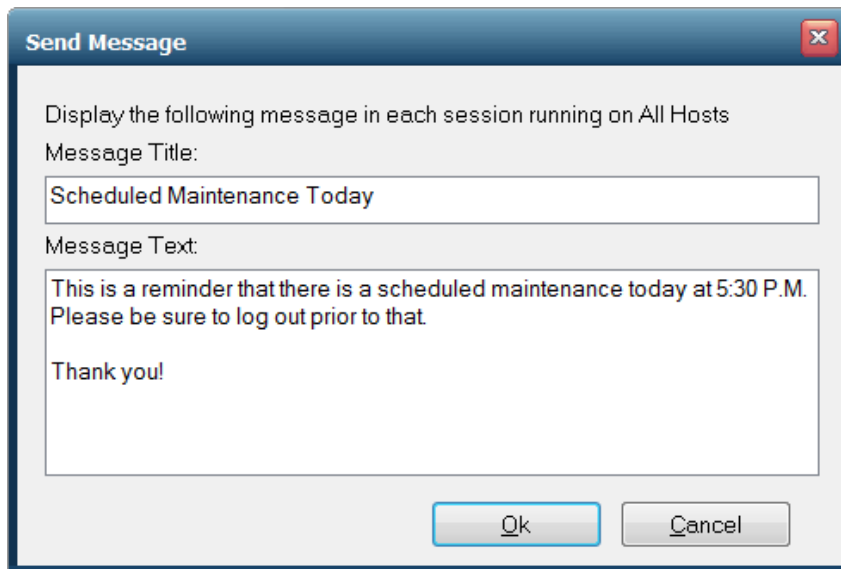 Send Message
Display the following message in each session running on All Hosts
Message Title:
Scheduled Maintenance Today
Message Text:
This is a reminder that there is a scheduled maintenance today at 5:30 P.M.
Please be sure to log out prior to that.
Thank you!
Ok
Cancel